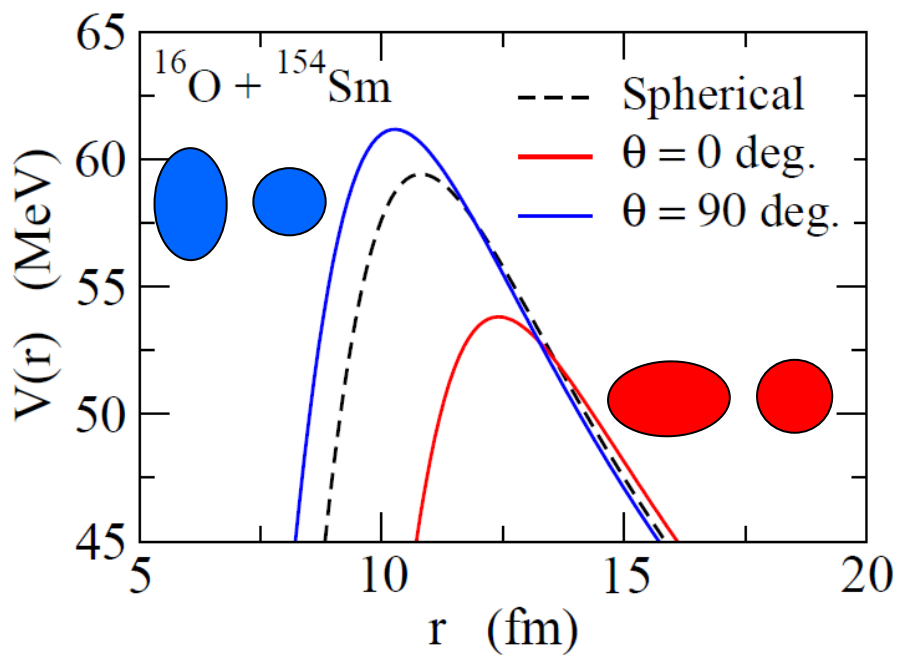 65
60
55
50
45
V(r) (MeV)
¹⁶O + ¹⁵⁴Sm
Spherical
θ = 0 deg.
θ = 90 deg.
5
10
15
20
r (fm)